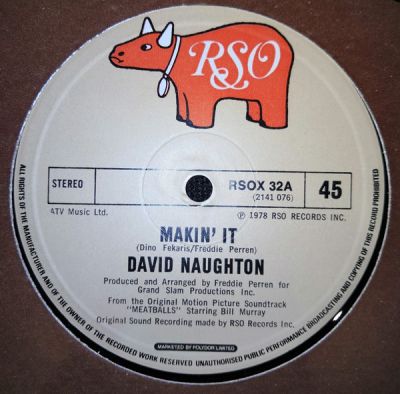 RSO
STEREO
RSOX 32A
(2141 076)
45
ATV Music Ltd.
℗ 1978 RSO RECORDS INC.
MAKIN' IT
(Dino Fekaris/Freddie Perren)
DAVID NAUGHTON
Produced and Arranged by Freddie Perren for
Grand Slam Productions Inc.
From the Original Motion Picture Soundtrack
"MEATBALLS" Starring Bill Murray
Original Sound Recording made by RSO Records Inc.
MARKETED BY POLYDOR LIMITED
ALL RIGHTS OF THE MANUFACTURER AND OF THE OWNER OF THE RECORDED WORK RESERVED UNAUTHORISED PUBLIC PERFORMANCE BROADCASTING AND COPYING OF THIS RECORD PROHIBITED